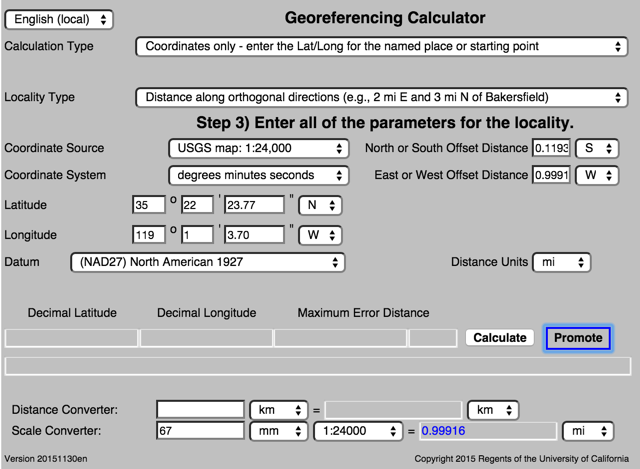 English (local)
Georeferencing Calculator
Calculation Type Coordinates only - enter the Lat/Long for the named place or starting point
Locality Type Distance along orthogonal directions (e.g., 2 mi E and 3 mi N of Bakersfield)
Step 3) Enter all of the parameters for the locality.
Coordinate Source USGS map: 1:24,000 North or South Offset Distance 0.1193 S
Coordinate System degrees minutes seconds East or West Offset Distance 0.9991 W
Latitude 35 o 22 ' 23.77 " N
Longitude 119 o 1 ' 3.70 " W
Datum (NAD27) North American 1927 Distance Units mi
Decimal Latitude Decimal Longitude Maximum Error Distance
Calculate Promote
Distance Converter: km = km
Scale Converter: 67 mm 1:24000 = 0.99916 mi
Version 20151130en Copyright 2015 Regents of the University of California